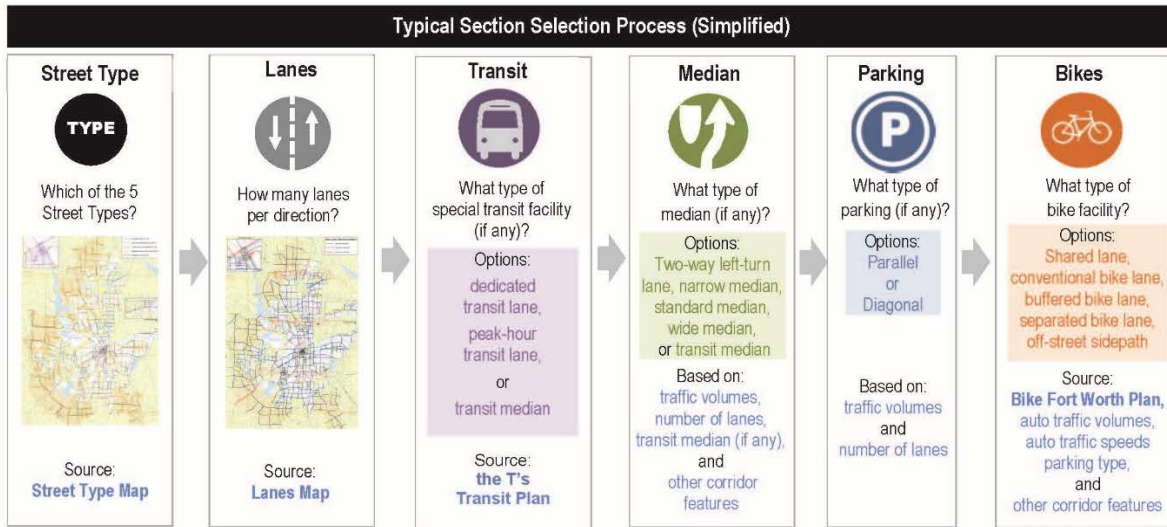 Typical Section Selection Process (Simplified)
Street Type
TYPE
Which of the 5
Street Types?
Source:
Street Type Map
Lanes
How many lanes
per direction?
Source:
Lanes Map
Transit
What type of
special transit facility
(if any)?
Options:
dedicated
transit lane,
peak-hour
transit lane,
or
transit median
Source:
the T's
Transit Plan
Median
What type of
median (if any)?
Options:
Two-way left-turn
lane, narrow median,
standard median,
wide median,
or transit median
Based on:
traffic volumes,
number of lanes,
transit median (if any),
and
other corridor
features
Parking
P
What type of
parking (if any)?
Options:
Parallel
or
Diagonal
Based on:
traffic volumes
and
number of lanes
Bikes
What type of
bike facility?
Options:
Shared lane,
conventional bike lane,
buffered bike lane,
separated bike lane,
off-street sidepath
Source:
Bike Fort Worth Plan,
auto traffic volumes,
auto traffic speeds
parking type,
and
other corridor features